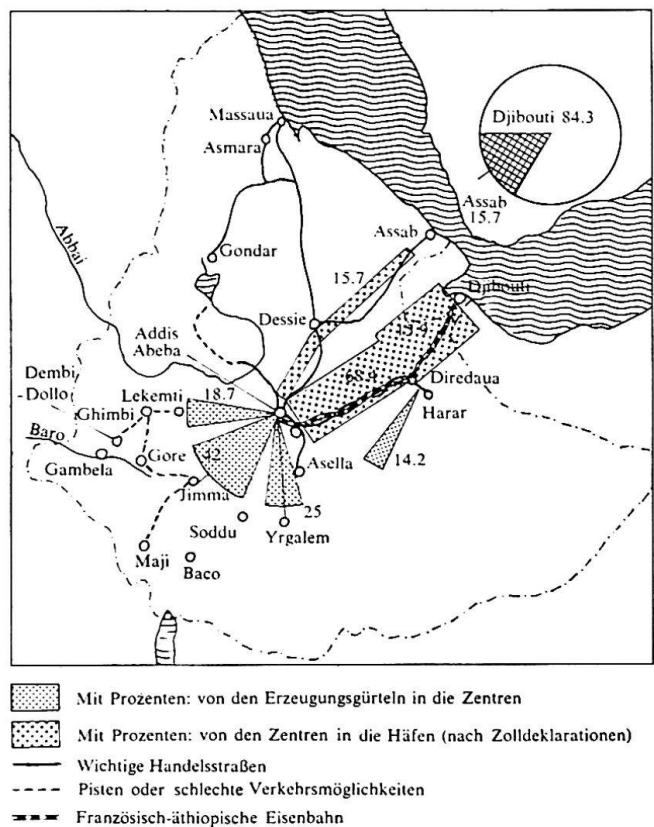 Massaua
Asmara
Djibouti 84.3
Assab
15.7
Abbai
Gondar
Assab
15.7
Djibouti
Dessie
Addis
Abeba
Dembi
-Dollo
Lekemti
18.7
Ghimbi
Diredaua
Harar
Baro
Gore
42
Gambela
Jimma
Asella
14.2
25
Soddu
Yrgalem
Maji
Baco
Mit Prozenten: von den Erzeugungsgürteln in die Zentren
Mit Prozenten: von den Zentren in die Häfen (nach Zolldeklarationen)
Wichtige Handelsstraßen
Pisten oder schlechte Verkehrsmöglichkeiten
Französisch-äthiopische Eisenbahn